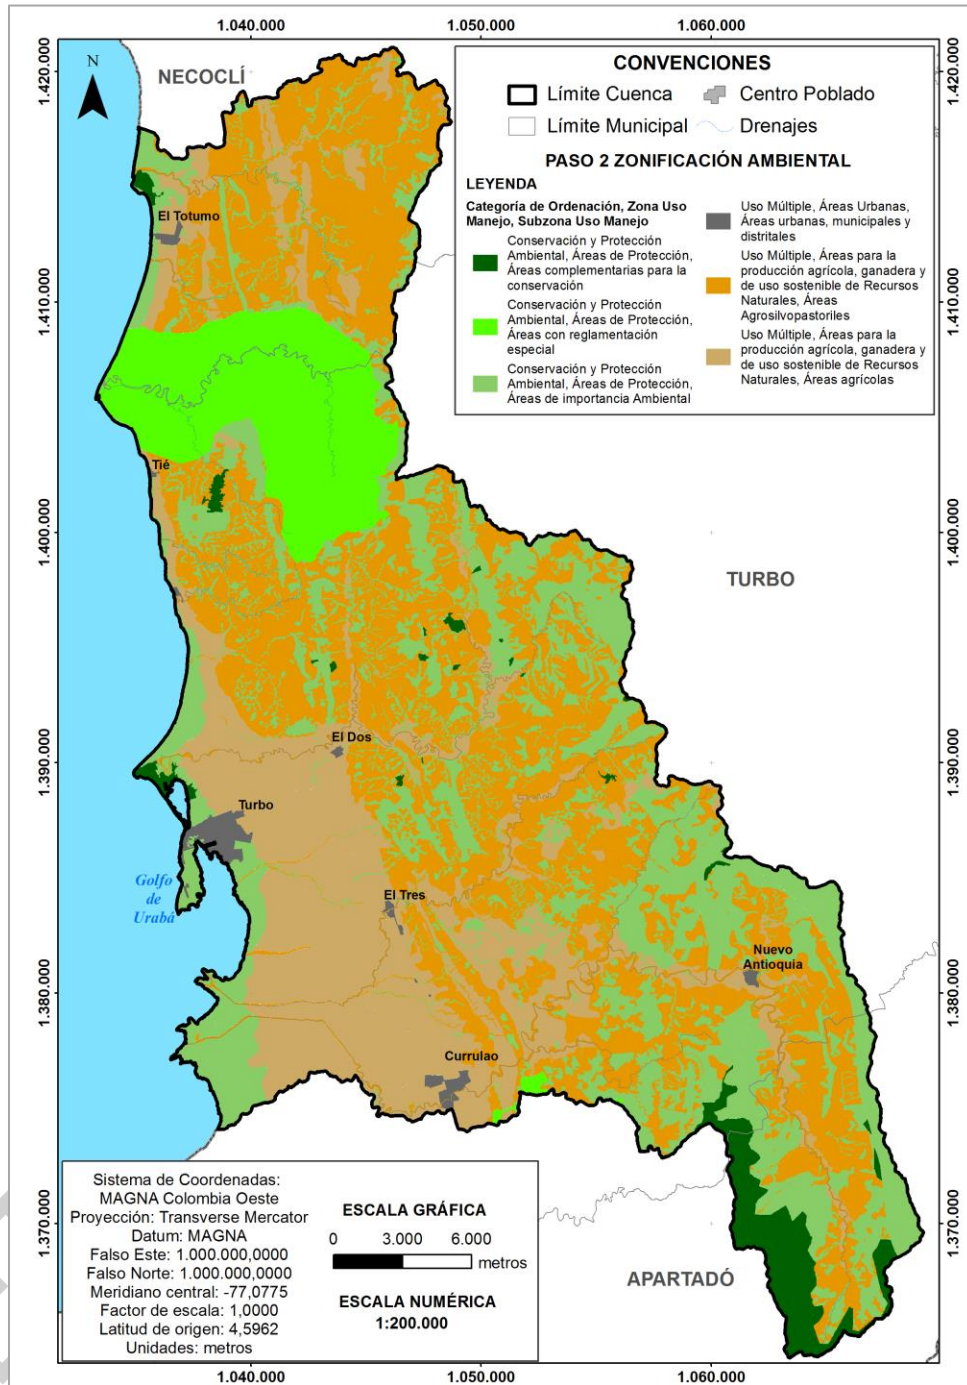 1.040.000
1.050.000
1.060.000
1.420.000
1.420.000
N
NECOCLÍ
CONVENCIONES
Límite Cuenca
Centro Poblado
Límite Municipal
Drenajes
PASO 2 ZONIFICACIÓN AMBIENTAL
LEYENDA
Categoría de Ordenación, Zona Uso
Manejo, Subzona Uso Manejo
Conservación y Protección
Ambiental, Áreas de Protección,
Áreas complementarias para la
conservación
Conservación y Protección
Ambiental, Áreas de Protección,
Áreas con reglamentación
especial
Conservación y Protección
Ambiental, Áreas de Protección,
Áreas de importancia Ambiental
Uso Múltiple, Áreas Urbanas,
Áreas urbanas, municipales y
distritales
Uso Múltiple, Áreas para la
producción agrícola, ganadera y
de uso sostenible de Recursos
Naturales, Áreas
Agrosilvopastoriles
Uso Múltiple, Áreas para la
producción agrícola, ganadera y
de uso sostenible de Recursos
Naturales, Áreas agrícolas
El Totumo
1.410.000
1.410.000
Tié
1.400.000
1.400.000
TURBO
El Dos
1.390.000
1.390.000
Turbo
Golfo
de
Urabá
El Tres
Nuevo
Antioquia
1.380.000
1.380.000
Currulao
Sistema de Coordenadas:
MAGNA Colombia Oeste
Proyección: Transverse Mercator
Datum: MAGNA
Falso Este: 1.000.000,0000
Falso Norte: 1.000.000,0000
Meridiano central: -77,0775
Factor de escala: 1,0000
Latitud de origen: 4,5962
Unidades: metros
ESCALA GRÁFICA
0 3.000 6.000
metros
ESCALA NUMÉRICA
1:200.000
1.370.000
1.370.000
APARTADÓ
1.040.000
1.050.000
1.060.000